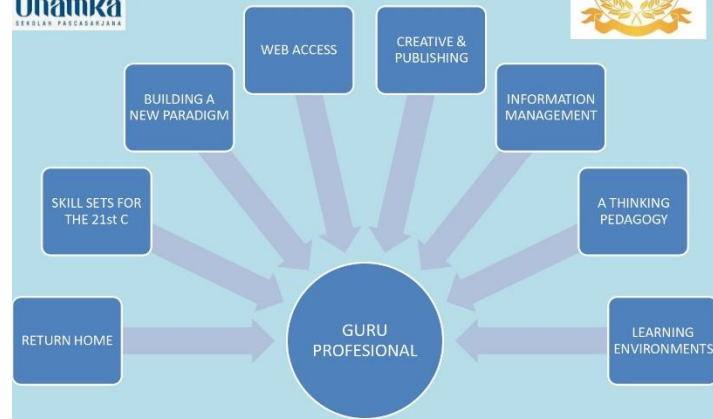 Uhamka
SEKOLAH PASCASARJANA
WEB ACCESS
CREATIVE &
PUBLISHING
BUILDING A
NEW PARADIGM
INFORMATION
MANAGEMENT
SKILL SETS FOR
THE 21st C
A THINKING
PEDAGOGY
RETURN HOME
GURU
PROFESIONAL
LEARNING
ENVIRONMENTS